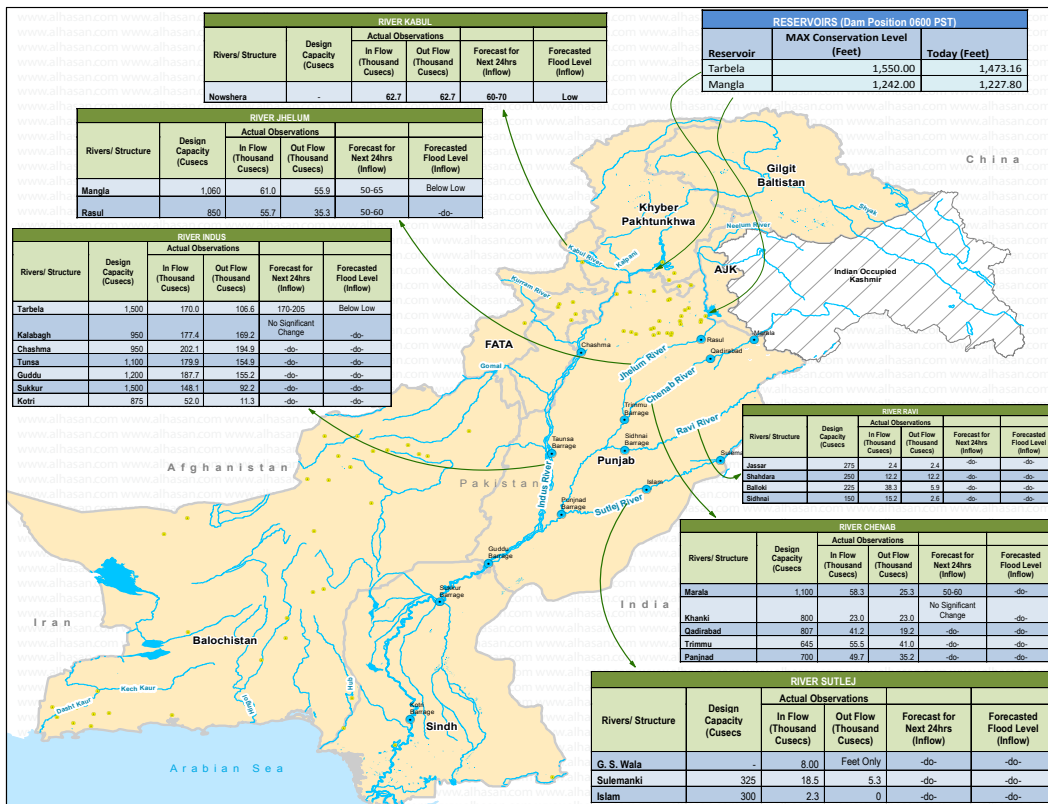 RIVER KABUL
Rivers/ Structure
Design Capacity (Cusecs
Actual Observations
In Flow (Thousand Cusecs)
Out Flow (Thousand Cusecs)
Forecast for Next 24hrs (Inflow)
Forecasted Flood Level (Inflow)
Nowshera - 62.7 62.7 60-70 Low
RESERVOIRS (Dam Position 0600 PST)
Reservoir MAX Conservation Level (Feet) Today (Feet)
Tarbela 1,550.00 1,473.16
Mangla 1,242.00 1,227.80
RIVER JHELUM
Rivers/ Structure
Design Capacity (Cusecs
Actual Observations
In Flow (Thousand Cusecs)
Out Flow (Thousand Cusecs)
Forecast for Next 24hrs (Inflow)
Forecasted Flood Level (Inflow)
Mangla 1,060 61.0 55.9 50-65 Below Low
Rasul 850 55.7 35.3 50-60 -do-
RIVER INDUS
Rivers/ Structure
Design Capacity (Cusecs
Actual Observations
In Flow (Thousand Cusecs)
Out Flow (Thousand Cusecs)
Forecast for Next 24hrs (Inflow)
Forecasted Flood Level (Inflow)
Tarbela 1,500 170.0 106.6 170-205 Below Low
Kalabagh 950 177.4 169.2 No Significant Change -do-
Chashma 950 202.1 194.9 -do- -do-
Tunsa 1,100 179.9 154.9 -do- -do-
Guddu 1,200 187.7 155.2 -do- -do-
Sukkur 1,500 148.1 92.2 -do- -do-
Kotri 875 52.0 11.3 -do- -do-
China
Gilgit Baltistan
Khyber Pakhtunkhwa
Shyok
Neelum River
Kabul River
Kalpani
AJK
Indian Occupied Kashmir
Kurram River
FATA
Chashma
Rasul
Marala
Qadirabad
Jhelum River
Chenab River
Gomal
Trimmu Barrage
Ravi River
Sidhnai Barrage
Taunsa Barrage
Punjab
Sulema
Afghanistan
Pakistan
Indus River
Islam
Panjnad Barrage
Sutlej River
Guddu Barrage
Sukkur Barrage
India
Iran
Balochistan
Kech Kaur
Dasht Kaur
Hingol
Hub
Kotri Barrage
Sindh
Arabian Sea
RIVER RAVI
Rivers/ Structure
Design Capacity (Cusecs
Actual Observations
In Flow (Thousand Cusecs)
Out Flow (Thousand Cusecs)
Forecast for Next 24hrs (Inflow)
Forecasted Flood Level (Inflow)
Jassar 275 2.4 2.4 -do- -do-
Shahdara 250 12.2 12.2 -do- -do-
Balloki 225 38.3 5.9 -do- -do-
Sidhnai 150 15.2 2.6 -do- -do-
RIVER CHENAB
Rivers/ Structure
Design Capacity (Cusecs
Actual Observations
In Flow (Thousand Cusecs)
Out Flow (Thousand Cusecs)
Forecast for Next 24hrs (Inflow)
Forecasted Flood Level (Inflow)
Marala 1,100 58.3 25.3 50-60 -do-
Khanki 800 23.0 23.0 No Significant Change -do-
Qadirabad 807 41.2 19.2 -do- -do-
Trimmu 645 55.5 41.0 -do- -do-
Panjnad 700 49.7 35.2 -do- -do-
RIVER SUTLEJ
Rivers/ Structure
Design Capacity (Cusecs
Actual Observations
In Flow (Thousand Cusecs)
Out Flow (Thousand Cusecs)
Forecast for Next 24hrs (Inflow)
Forecasted Flood Level (Inflow)
G. S. Wala - 8.00 Feet Only -do- -do-
Sulemanki 325 18.5 5.3 -do- -do-
Islam 300 2.3 0 -do- -do-